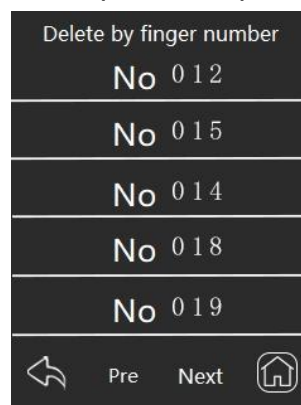 Delete by finger number
No 012
No 015
No 014
No 018
No 019
Pre Next